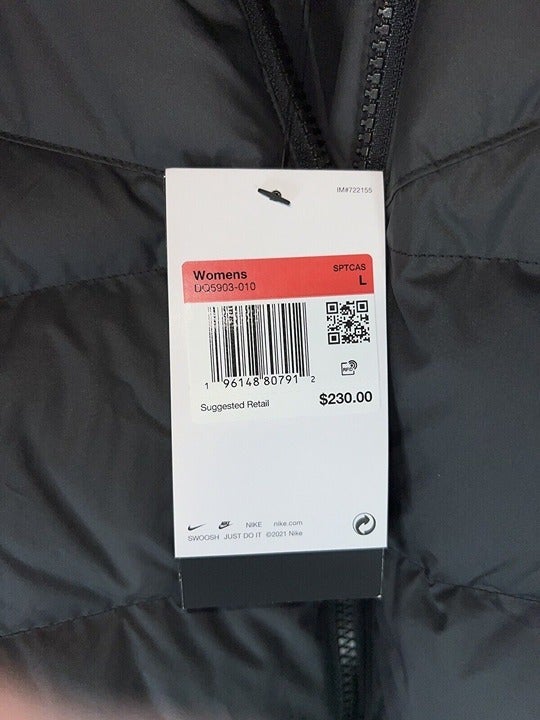 IM#722155
Womens SPTCAS
DQ5903-010 L
1 96148 80791 2
Suggested Retail $230.00
NIKE nike.com
SWOOSH JUST DO IT ©2021 Nike